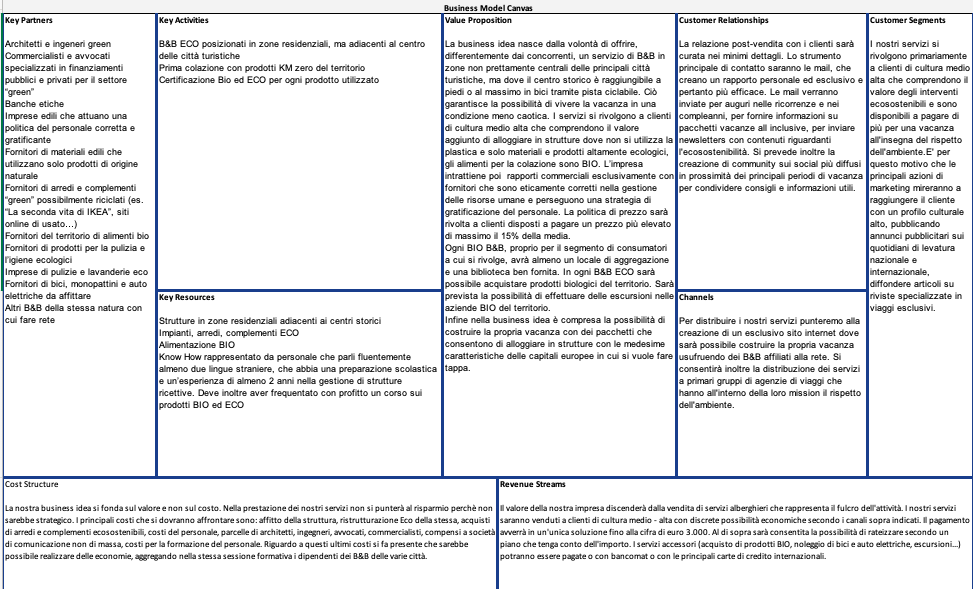 Business Model Canvas
Key Partners
Architetti e ingeneri green
Commercialisti e avvocati
specializzati in finanziamenti
pubblici e privati per il settore
“green”
Banche etiche
Imprese edili che attuano una
politica del personale corretta e
gratificante
Fornitori di materiali edili che
utilizzano solo prodotti di origine
naturale
Fornitori di arredi e complementi
“green” possibilmente riciclati (es.
“La seconda vita di IKEA”, siti
online di usato…)
Fornitori del territorio di alimenti bio
Fornitori di prodotti per la pulizia e
l’igiene ecologici
Imprese di pulizie e lavanderie eco
Fornitori di bici, monopattini e auto
elettriche da affittare
Altri B&B della stessa natura con
cui fare rete
Key Activities
B&B ECO posizionati in zone residenziali, ma adiacenti al centro
delle città turistiche
Prima colazione con prodotti KM zero del territorio
Certificazione Bio ed ECO per ogni prodotto utilizzato
Key Resources
Strutture in zone residenziali adiacenti ai centri storici
Impianti, arredi, complementi ECO
Alimentazione BIO
Know How rappresentato da personale che parli fluentemente
almeno due lingue straniere, che abbia una preparazione scolastica
e un’esperienza di almeno 2 anni nella gestione di strutture
ricettive. Deve inoltre aver frequentato con profitto un corso sui
prodotti BIO ed ECO
Value Proposition
La business idea nasce dalla volontà di offrire,
differentemente dai concorrenti, un servizio di B&B in
zone non prettamente centrali delle principali città
turistiche, ma dove il centro storico è raggiungibile a
piedi o al massimo in bici tramite pista ciclabile. Ciò
garantisce la possibilità di vivere la vacanza in una
condizione meno caotica. I servizi si rivolgono a clienti
di cultura medio alta che comprendono il valore
aggiunto di alloggiare in strutture dove non si utilizza la
plastica e solo materiali e prodotti altamente ecologici,
gli alimenti per la colazione sono BIO. L'impresa
intrattiene poi rapporti commerciali esclusivamente con
fornitori che sono eticamente corretti nella gestione
delle risorse umane e perseguono una strategia di
gratificazione del personale. La politica di prezzo sarà
rivolta a clienti disposti a pagare un prezzo più elevato
di massimo il 15% della media.
Ogni BIO B&B, proprio per il segmento di consumatori
a cui si rivolge, avrà almeno un locale di aggregazione
e una biblioteca ben fornita. In ogni B&B ECO sarà
possibile acquistare prodotti biologici del territorio. Sarà
prevista la possibilità di effettuare delle escursioni nelle
aziende BIO del territorio.
Infine nella business idea è compresa la possibilità di
costruire la propria vacanza con dei pacchetti che
consentono di alloggiare in strutture con le medesime
caratteristiche delle capitali europee in cui si vuole fare
tappa.
Customer Relationships
La relazione post-vendita con i clienti sarà
curata nei minimi dettagli. Lo strumento
principale di contatto saranno le mail, che
creano un rapporto personale ed esclusivo e
pertanto più efficace. Le mail verranno
inviate per auguri nelle ricorrenze e nei
compleanni, per fornire informazioni su
pacchetti vacanze all inclusive, per inviare
newsletters con contenuti riguardanti
l'ecosostenibilità. Si prevede inoltre la
creazione di community sui social più diffusi
in prossimità dei principali periodi di vacanza
per condividere consigli e informazioni utili.
Channels
Per distribuire i nostri servizi punteremo alla
creazione di un esclusivo sito internet dove
sarà possibile costruire la propria vacanza
usufruendo dei B&B affiliati alla rete. Si
consentirà inoltre la distribuzione dei servizi
a primari gruppi di agenzie di viaggi che
hanno all'interno della loro mission il rispetto
dell'ambiente.
Customer Segments
I nostri servizi si
rivolgono primariamente
a clienti di cultura medio
alta che comprendono il
valore degli interventi
ecosostenibili e sono
disponibili a pagare di
più per una vacanza
all'insegna del rispetto
dell'ambiente.E' per
questo motivo che le
principali azioni di
marketing mireranno a
raggiungere il cliente
con un profilo culturale
alto, pubblicando
annunci pubblicitari sui
quotidiani di levatura
nazionale e
internazionale,
diffondere articoli su
riviste specializzate in
viaggi esclusivi.
Cost Structure
La nostra business idea si fonda sul valore e non sul costo. Nella prestazione dei nostri servizi non si punterà al risparmio perchè non
sarebbe strategico. I principali costi che si dovranno affrontare sono: affitto della struttura, ristrutturazione Eco della stessa, acquisti
di arredi e complementi ecosostenibili, costi del personale, parcelle di architetti, ingegneri, avvocati, commercialisti, compensi a società
di comunicazione non di massa, costi per la formazione del personale. Riguardo a questi ultimi costi si fa presente che sarebbe
possibile realizzare delle economie, aggregando nella stessa sessione formativa i dipendenti dei B&B delle varie città.
Revenue Streams
Il valore della nostra impresa discenderà dalla vendita di servizi alberghieri che rappresenta il fulcro dell'attività. I nostri servizi
saranno venduti a clienti di cultura medio - alta con discrete possibilità economiche secondo i canali sopra indicati. Il pagamento
avverrà in un'unica soluzione fino alla cifra di euro 3.000. Al di sopra sarà consentita la possibilità di rateizzare secondo un
piano che tenga conto dell'importo. I servizi accessori (acquisto di prodotti BIO, noleggio di bici e auto elettriche, escursioni...)
potranno essere pagate o con bancomat o con le principali carte di credito internazionali.